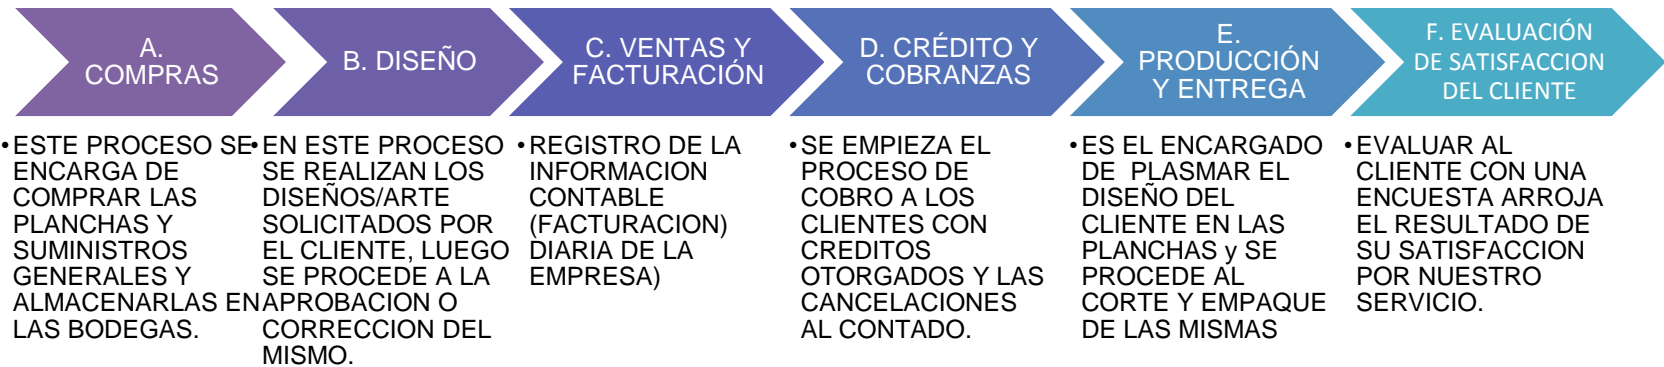 A.
COMPRAS
B. DISEÑO
C. VENTAS Y
FACTURACIÓN
D. CRÉDITO Y
COBRANZAS
E.
PRODUCCIÓN
Y ENTREGA
F. EVALUACIÓN
DE SATISFACCION
DEL CLIENTE
•ESTE PROCESO SE
ENCARGA DE
COMPRAR LAS
PLANCHAS Y
SUMINISTROS
GENERALES Y
ALMACENARLAS EN
LAS BODEGAS.
•EN ESTE PROCESO
SE REALIZAN LOS
DISEÑOS/ARTE
SOLICITADOS POR
EL CLIENTE, LUEGO
SE PROCEDE A LA
APROBACION O
CORRECCION DEL
MISMO.
•REGISTRO DE LA
INFORMACION
CONTABLE
(FACTURACION)
DIARIA DE LA
EMPRESA)
•SE EMPIEZA EL
PROCESO DE
COBRO A LOS
CLIENTES CON
CREDITOS
OTORGADOS Y LAS
CANCELACIONES
AL CONTADO.
•ES EL ENCARGADO
DE PLASMAR EL
DISEÑO DEL
CLIENTE EN LAS
PLANCHAS y SE
PROCEDE AL
CORTE Y EMPAQUE
DE LAS MISMAS
•EVALUAR AL
CLIENTE CON UNA
ENCUESTA ARROJA
EL RESULTADO DE
SU SATISFACCION
POR NUESTRO
SERVICIO.